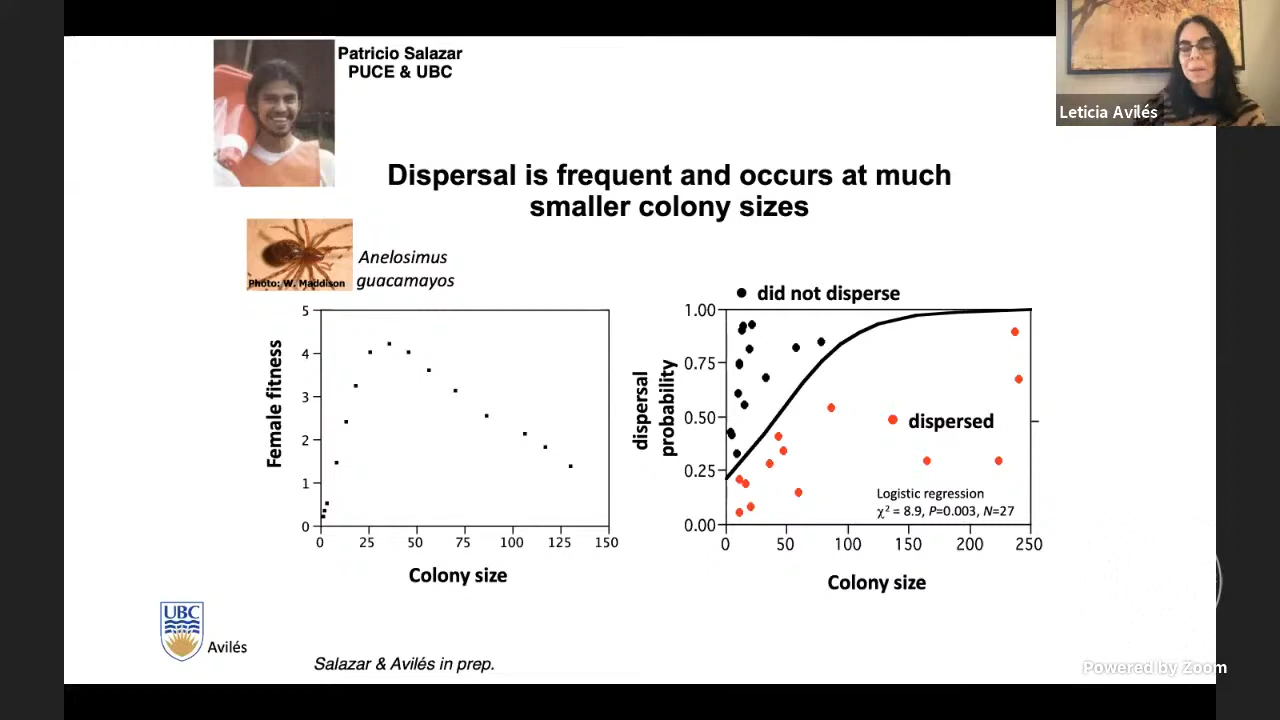 Patricio Salazar
PUCE & UBC
Leticia Avilés
Dispersal is frequent and occurs at much
smaller colony sizes
Photo: W. Maddison
Anelosimus
guacamayos
Female fitness
5
4
3
2
1
0
0 25 50 75 100 125 150
Colony size
did not disperse
dispersal
probability
1.00
0.75
0.50
0.25
0.00
dispersed
Logistic regression
χ² = 8.9, P=0.003, N=27
0 50 100 150 200 250
Colony size
UBC
Avilés
Salazar & Avilés in prep.
Powered by Zoom